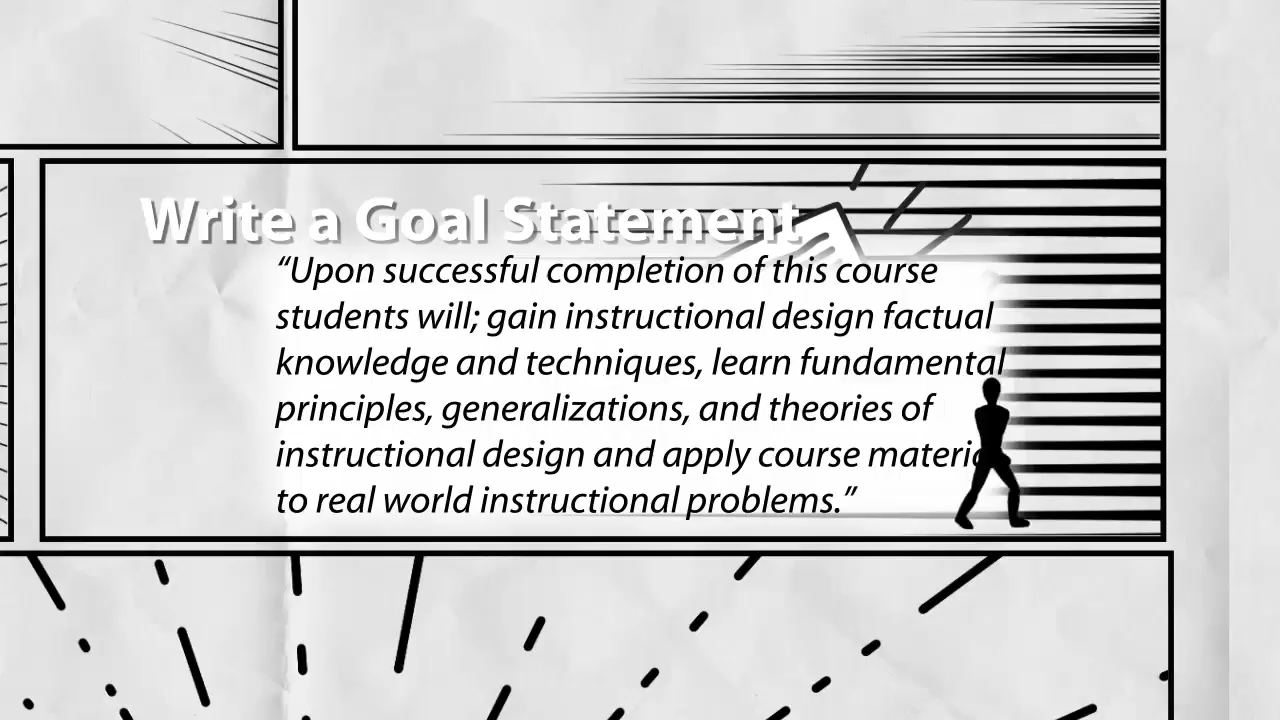 Write a Goal Statement
“Upon successful completion of this course
students will; gain instructional design factual
knowledge and techniques, learn fundamental
principles, generalizations, and theories of
instructional design and apply course
to real world instructional problems.”